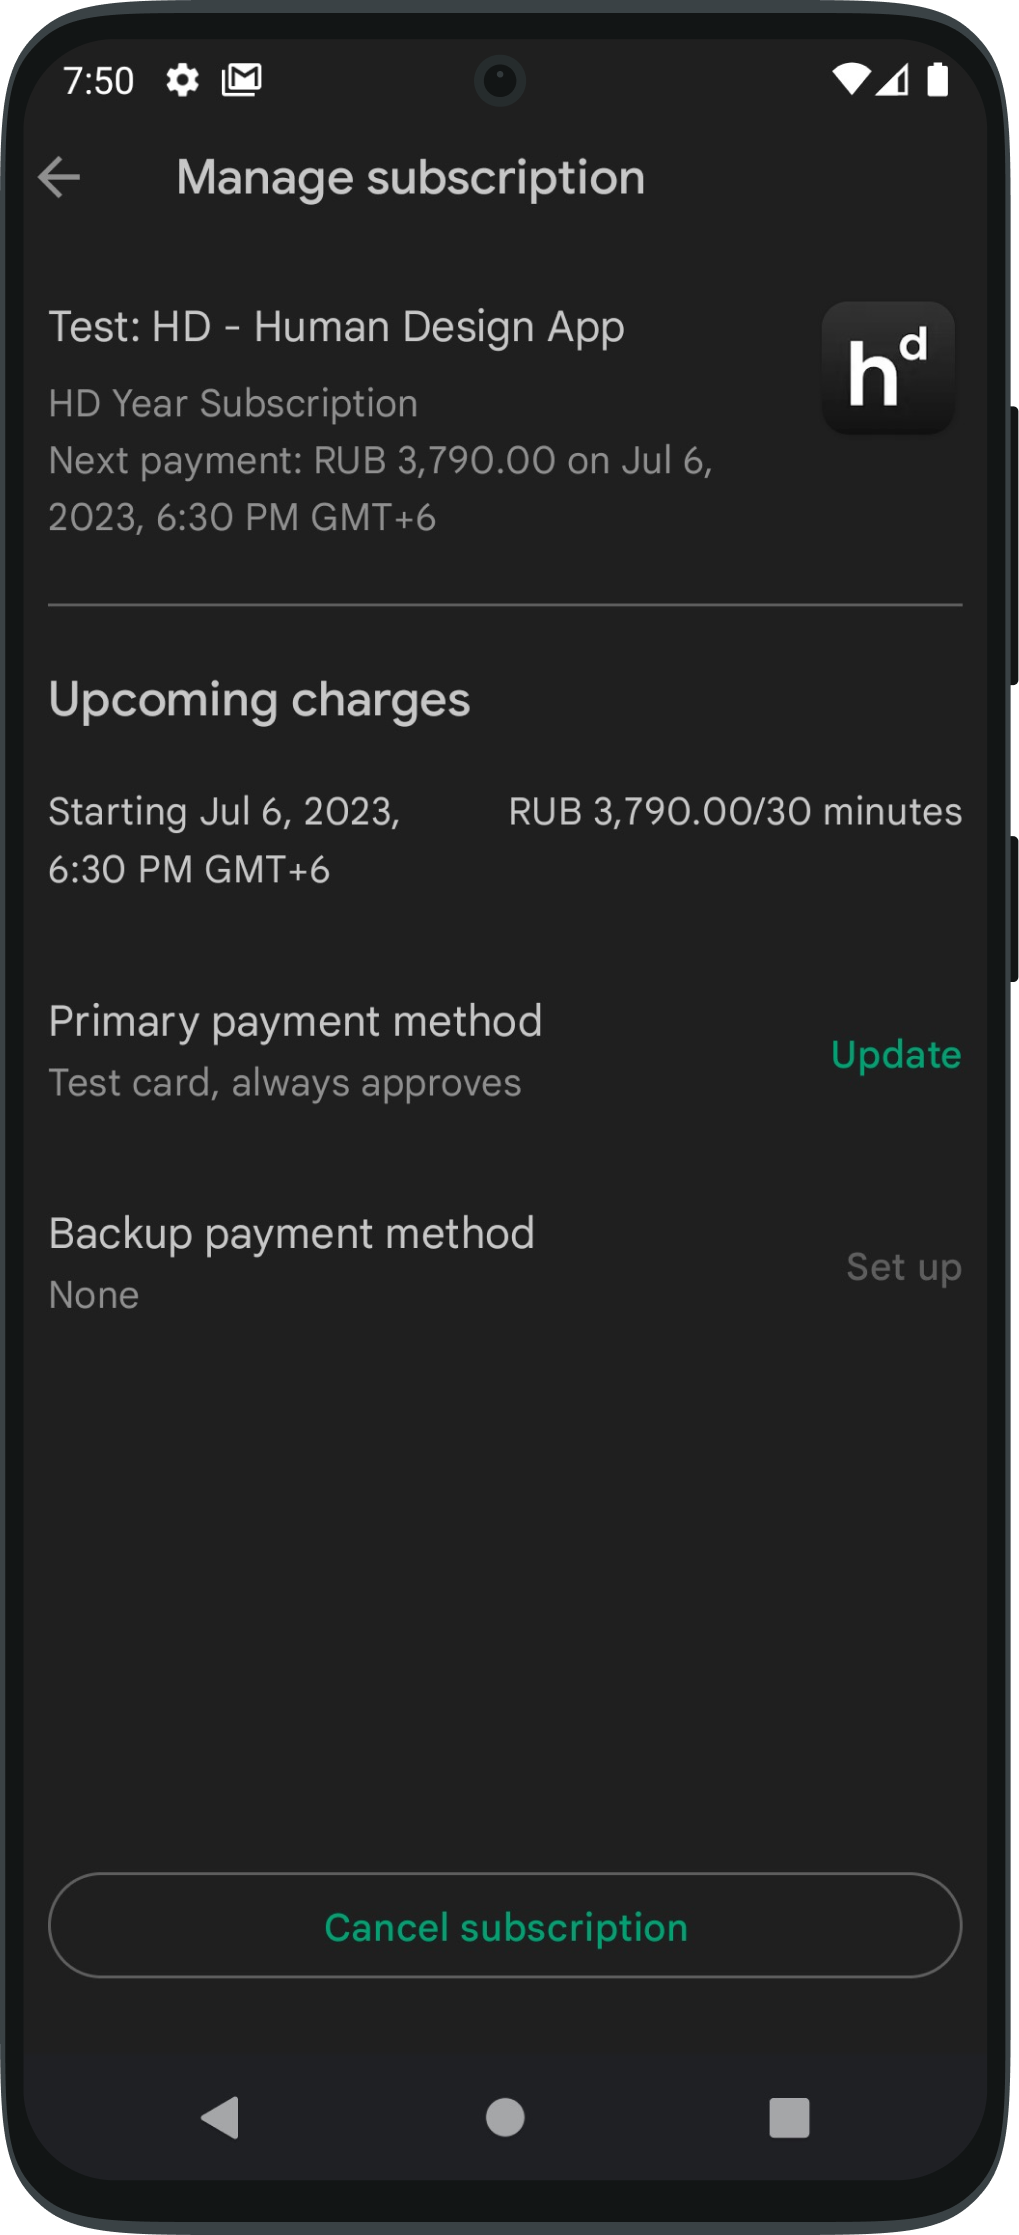 7:50
Manage subscription
Test: HD - Human Design App
hd
HD Year Subscription
Next payment: RUB 3,790.00 on Jul 6,
2023, 6:30 PM GMT+6
Upcoming charges
Starting Jul 6, 2023,
6:30 PM GMT+6
RUB 3,790.00/30 minutes
Primary payment method
Test card, always approves
Update
Backup payment method
None
Set up
Cancel subscription